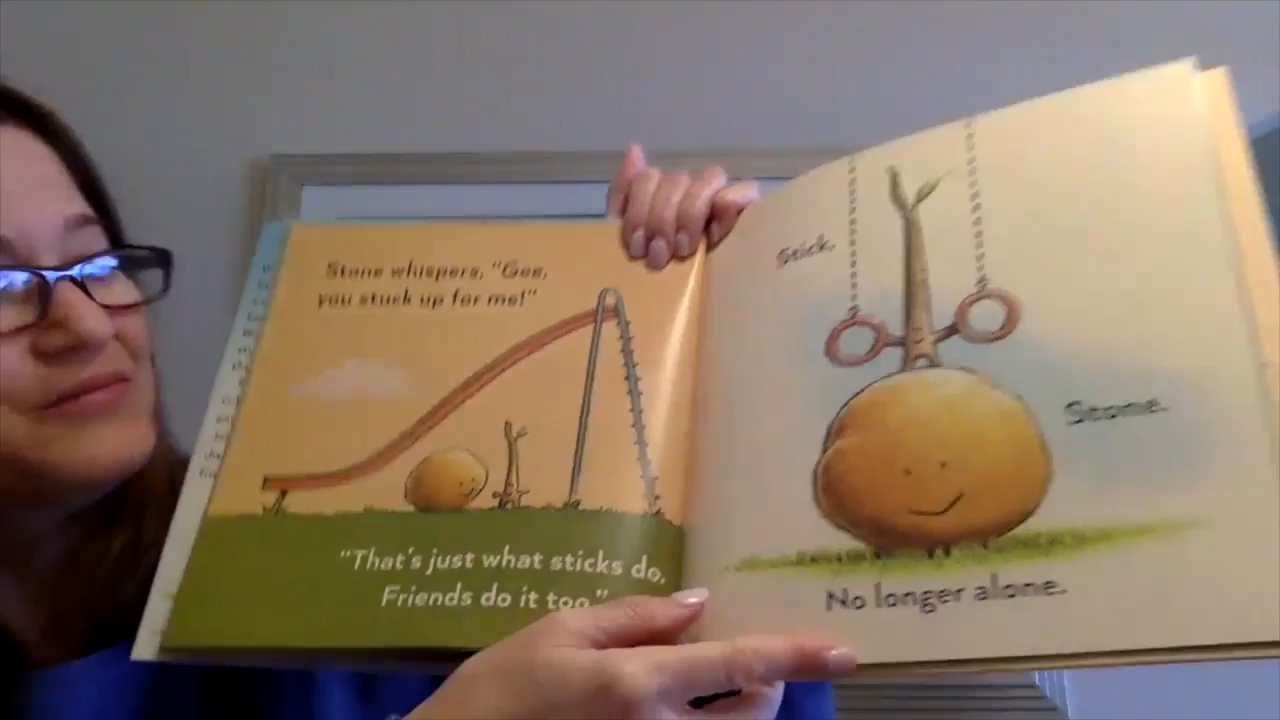 Stone whispers, "Gee,
you stuck up for me!"
"That's just what sticks do.
Friends do it too."
Stick.
Stone.
No longer alone.